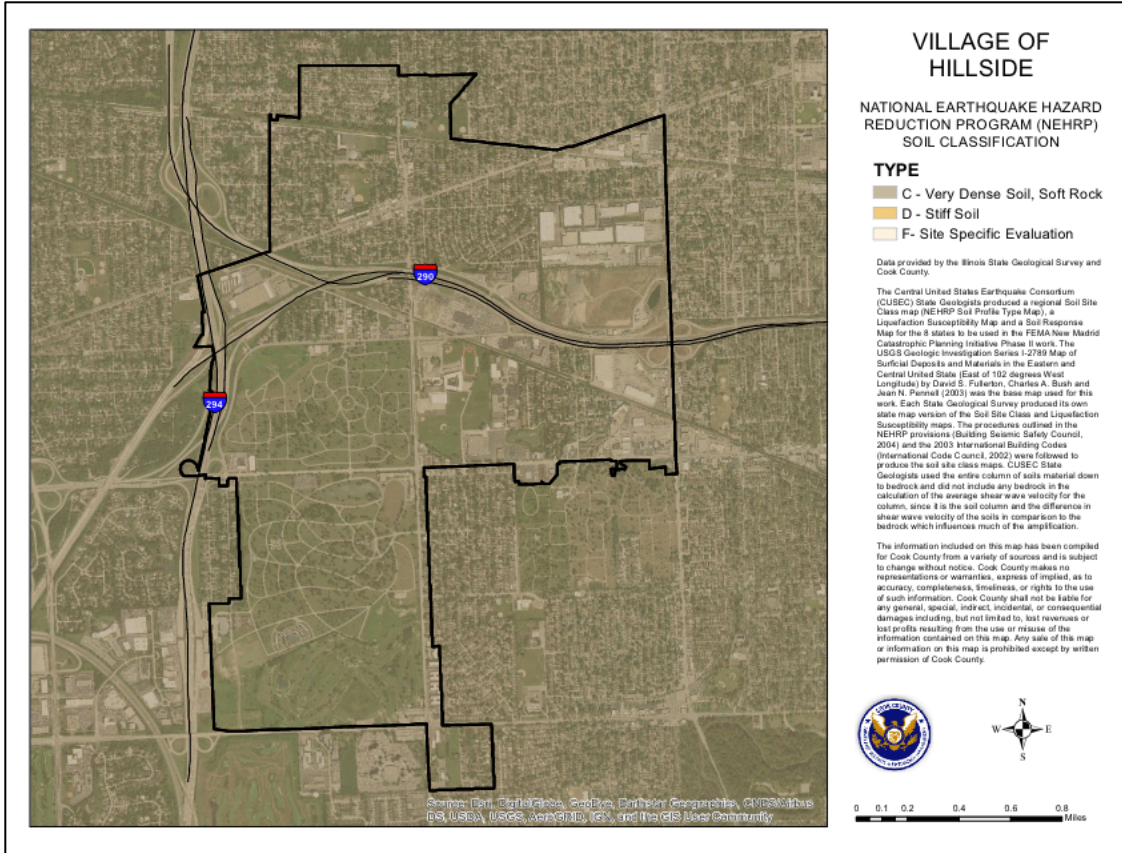 VILLAGE OF
HILLSIDE
NATIONAL EARTHQUAKE HAZARD
REDUCTION PROGRAM (NEHRP)
SOIL CLASSIFICATION
TYPE
C - Very Dense Soil, Soft Rock
D - Stiff Soil
F- Site Specific Evaluation
Data provided by the Illinois State Geological Survey and
Cook County.
The Central United States Earthquake Consortium
(CUSEC) State Geologists produced a regional Soil Site
Class map (NEHRP Soil Profile Type Map), a
Liquefaction Susceptibility Map and a Soil Response
Map for the 8 states to be used in the FEMA New Madrid
Catastrophic Planning Initiative Phase II work. The
USGS Geologic Investigation Series I-2789 Map of
Surficial Deposits and Materials in the Eastern and
Central United State (East of 102 degrees West
Longitude) by David S. Fullerton, Charles A. Bush and
Jean N. Pennell (2003) was the base map used for this
work. Each State Geological Survey produced its own
state map version of the Soil Site Class and Liquefaction
Susceptibility maps. The procedures outlined in the
NEHRP provisions (Building Seismic Safety Council,
2004) and the 2003 International Building Codes
(International Code Council, 2002) were followed to
produce the soil site class maps. CUSEC State
Geologists used the entire column of soils material down
to bedrock and did not include any bedrock in the
calculation of the average shear wave velocity for the
column, since it is the soil column and the difference in
shear wave velocity of the soils in comparison to the
bedrock which influences much of the amplification.
The information included on this map has been compiled
for Cook County from a variety of sources and is subject
to change without notice. Cook County makes no
representations or warranties, express of implied, as to
accuracy, completeness, timeliness, or rights to the use
of such information. Cook County shall not be liable for
any general, special, indirect, incidental, or consequential
damages including, but not limited to, lost revenues or
lost profits resulting from the use or misuse of the
information contained on this map. Any sale of this map
or information on this map is prohibited except by written
permission of Cook County.
290
294
N
W E
S
0 0.1 0.2 0.4 0.6 0.8
Miles
Source: Esri, DigitalGlobe, GeoEye, Earthstar Geographics, CNES/Airbus
DS, USDA, USGS, AeroGRID, IGN, and the GIS User Community